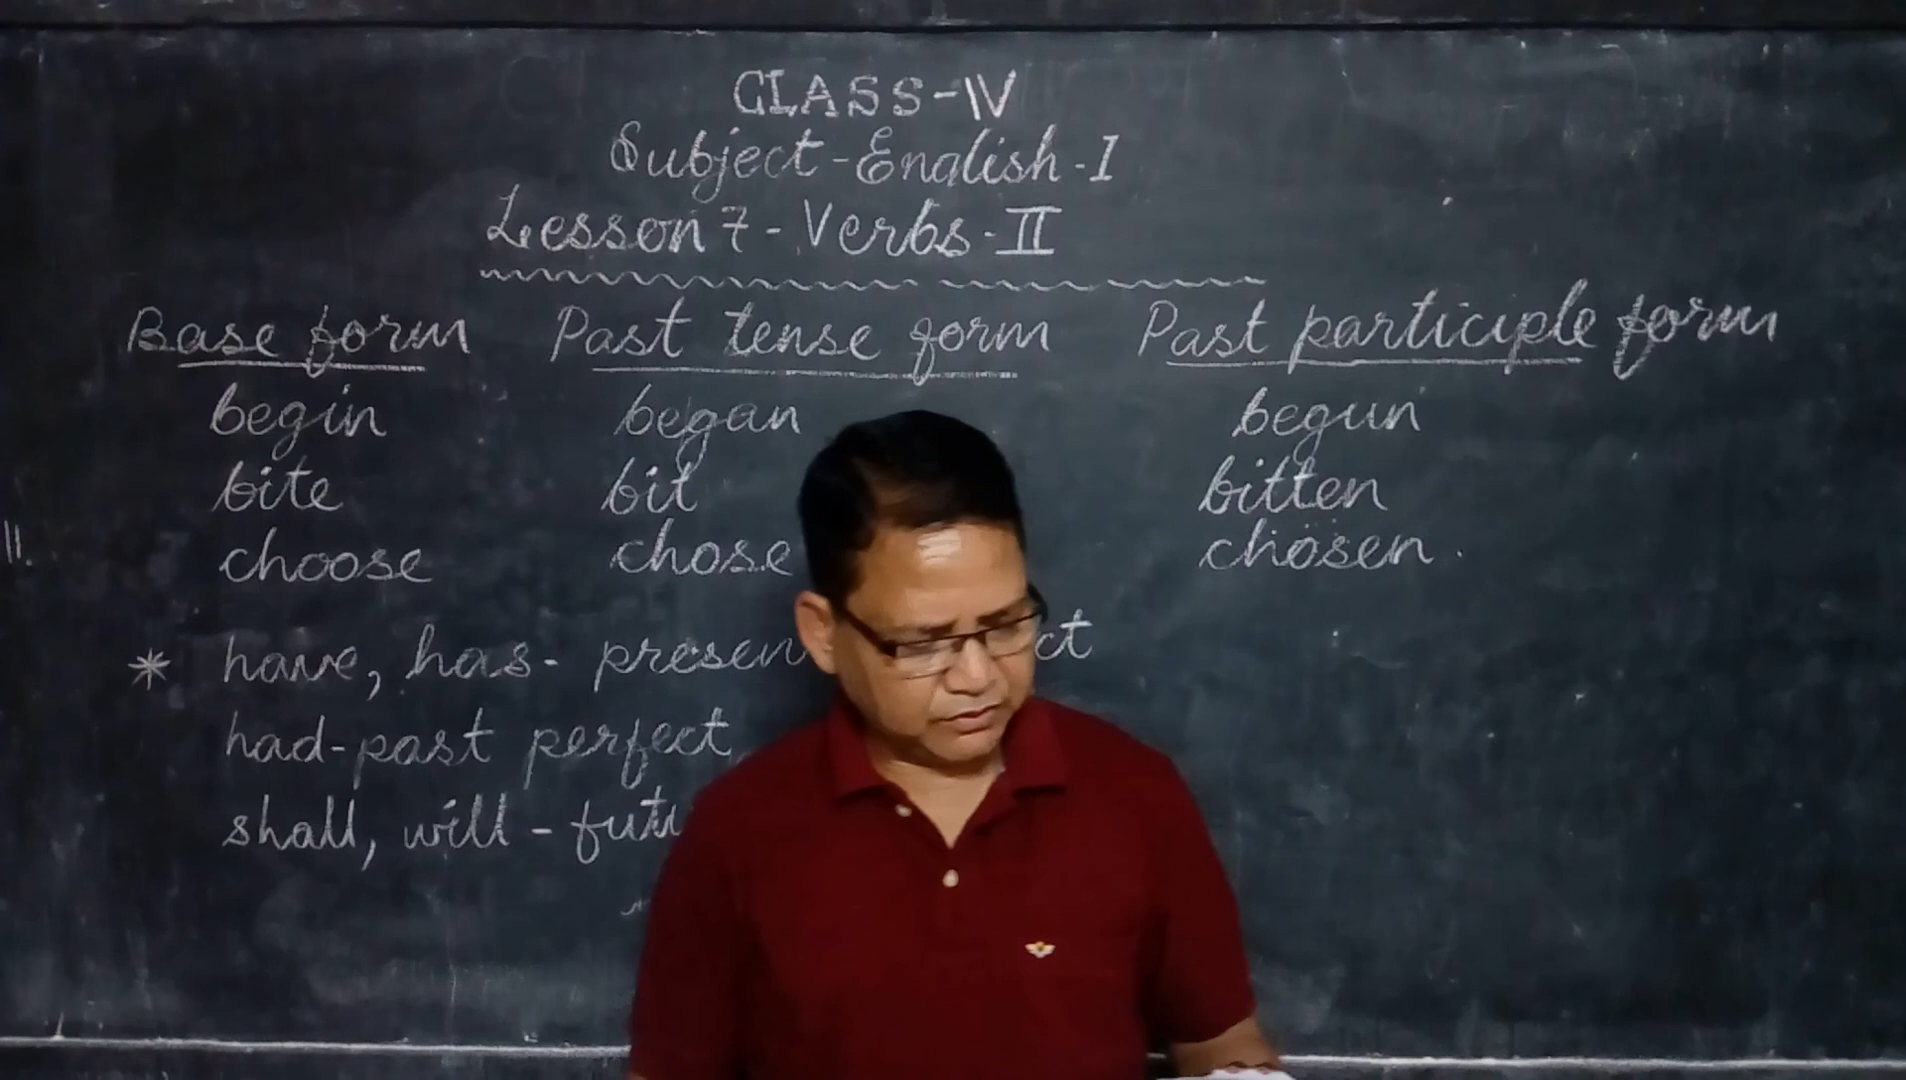 CLASS-IV
Subject-English-I
Lesson 7-Verbs-II
Base form Past tense form Past participle form
begin began begun
bite bit bitten
choose chose chosen.
* have, has-
had-past perfect
shall, will-